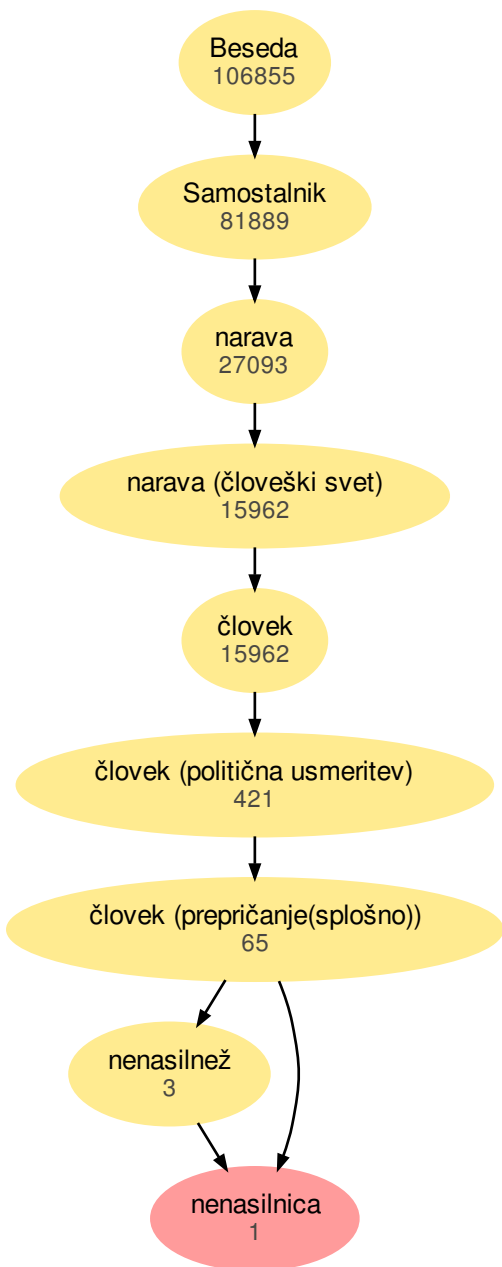 Beseda
106855
Samostalnik
81889
narava
27093
narava (človeški svet)
15962
človek
15962
človek (politična usmeritev)
421
človek (prepričanje(splošno))
65
nenasilnež
3
nenasilnica
1